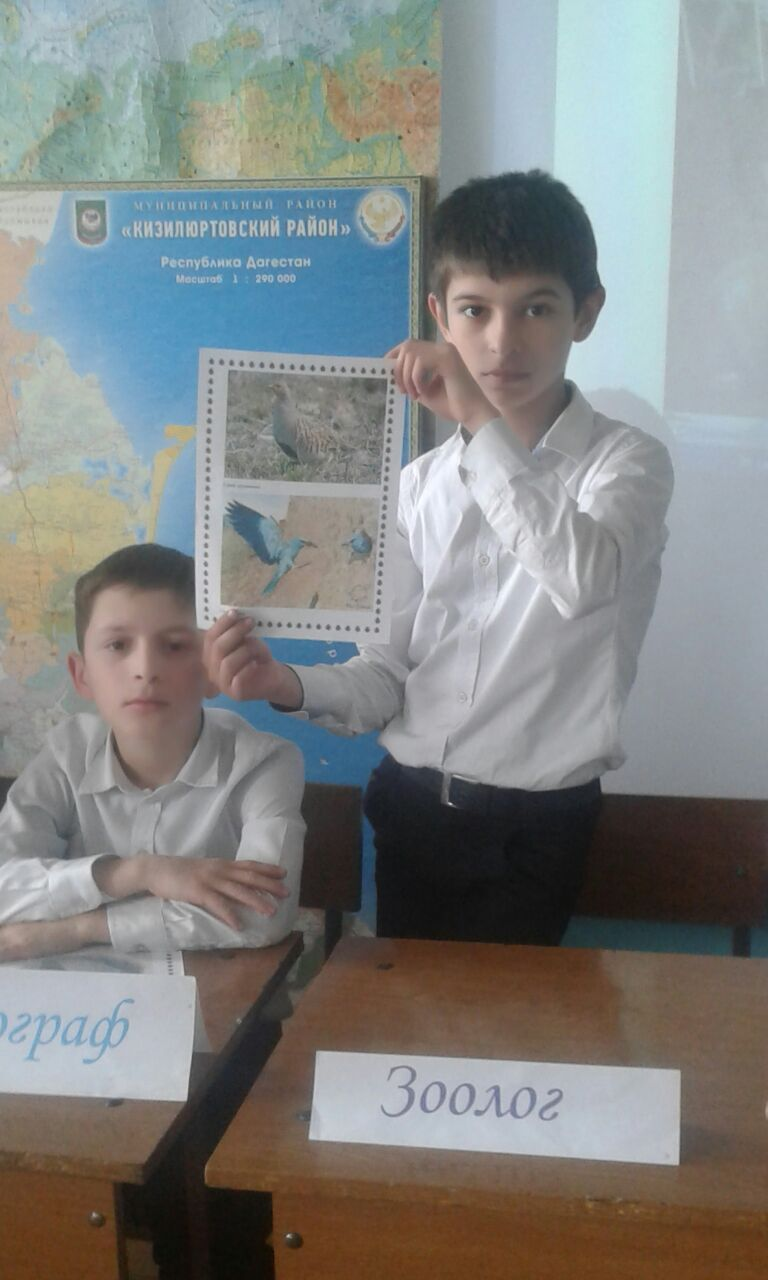 МУНИЦИПАЛЬНЫЙ РАЙОН
«КИЗИЛЮРТОВСКИЙ РАЙОН»
Республика Дагестан
Масштаб 1 : 290 000
ограф
Зоолог